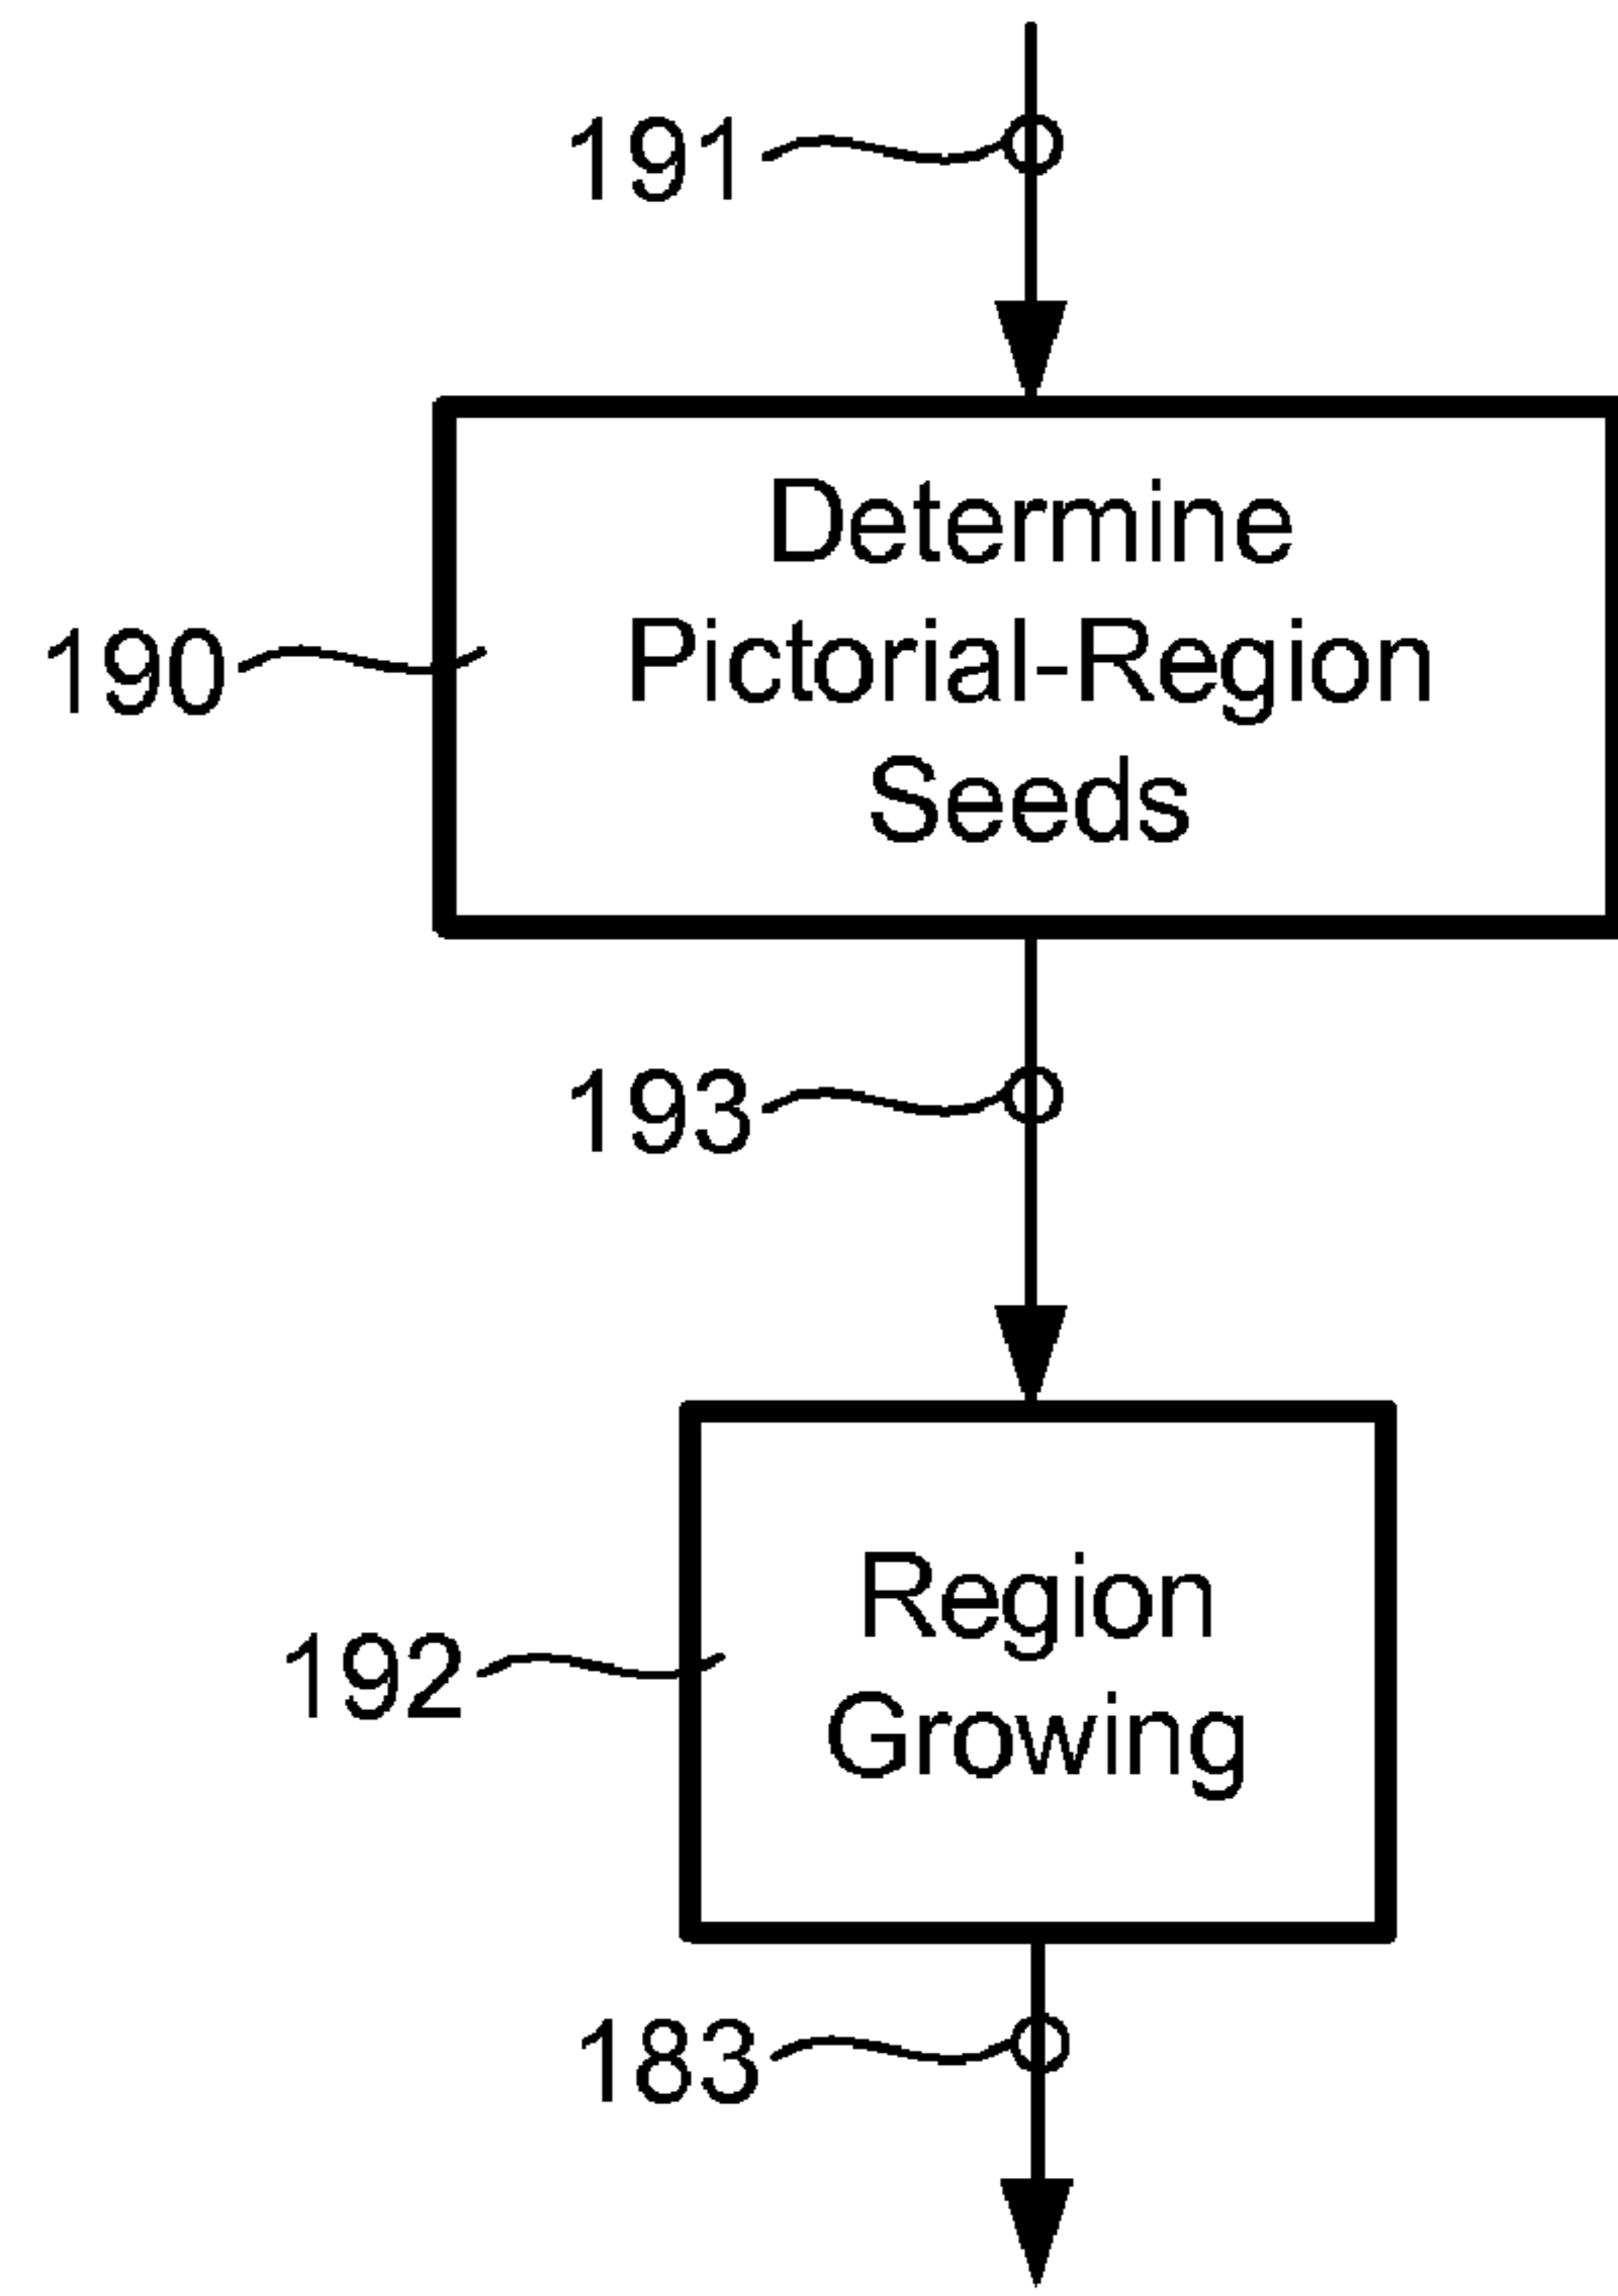 191
Determine
Pictorial-Region
Seeds
190
193
Region
Growing
192
183